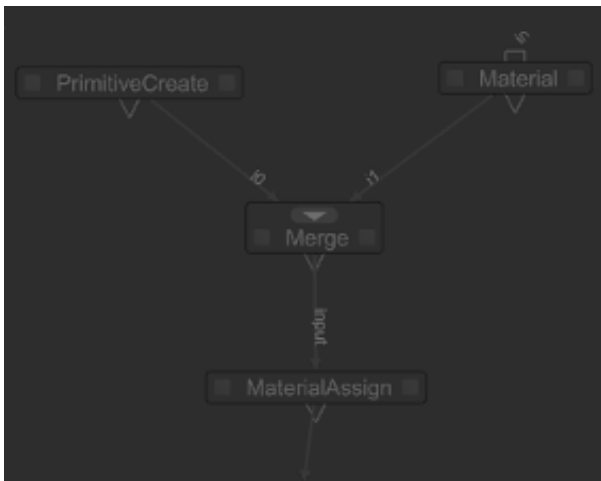 PrimitiveCreate
Material
i0
i1
Merge
input
MaterialAssign